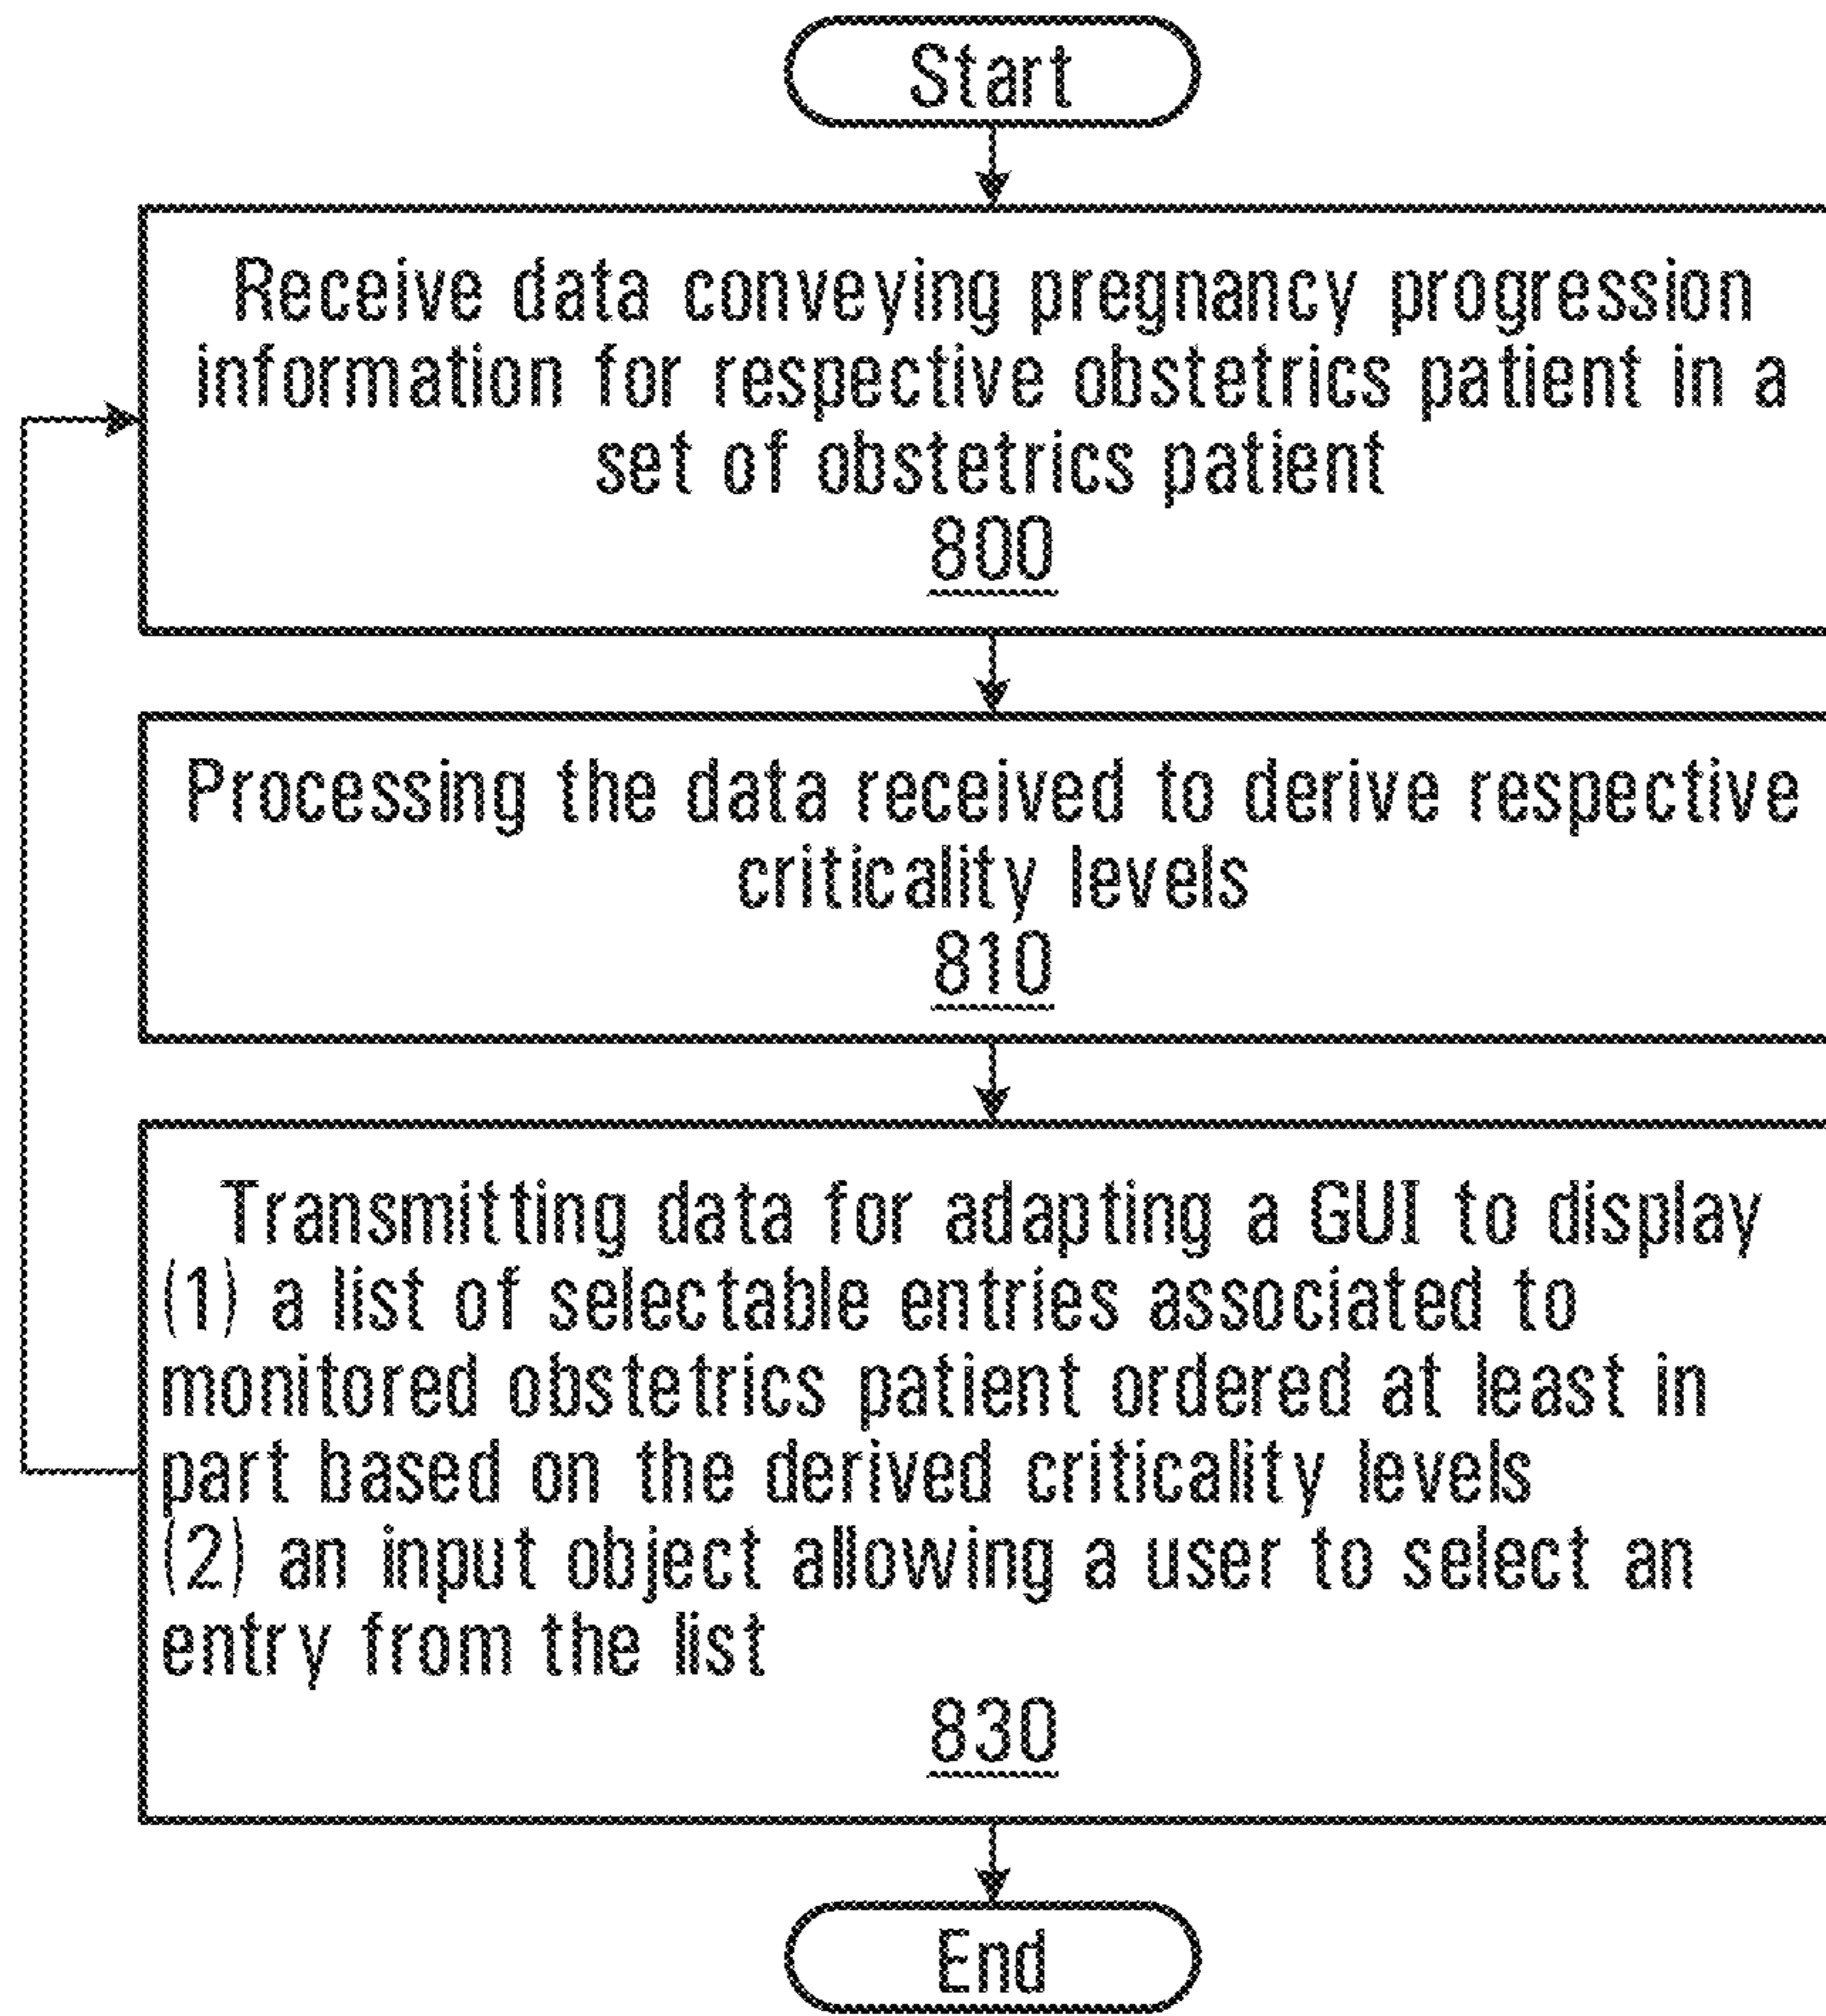 Start
Receive data conveying pregnancy progression
information for respective obstetrics patient in a
set of obstetrics patient
800
Processing the data received to derive respective
criticality levels
810
Transmitting data for adapting a GUI to display
(1) a list of selectable entries associated to
monitored obstetrics patient ordered at least in
part based on the derived criticality levels
(2) an input object allowing a user to select an
entry from the list
830
End